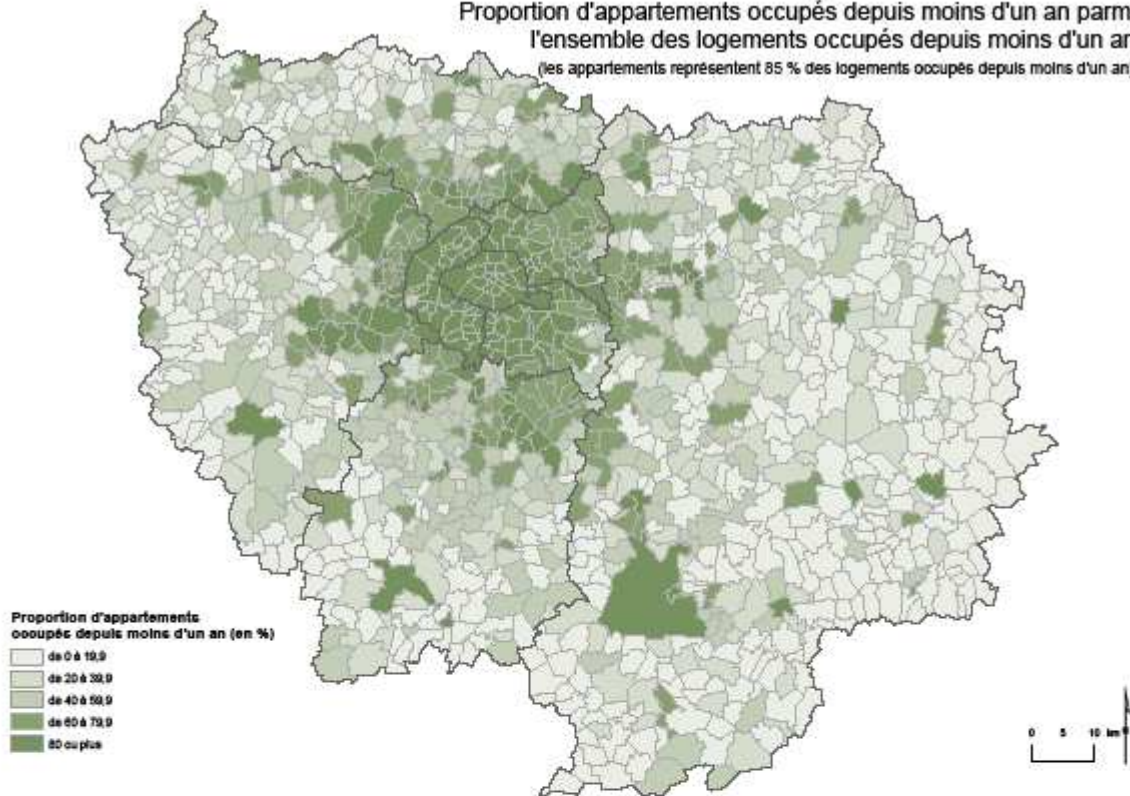 Proportion d'appartements occupés depuis moins d'un an parm
l'ensemble des logements occupés depuis moins d'un an
(les appartements représentent 85 % des logements occupés depuis moins d'un an)
Proportion d'appartements
occupés depuis moins d'un an (en %)
de 0 à 19,9
de 20 à 39,9
de 40 à 59,9
de 60 à 79,9
80 ou plus
0 5 10 km